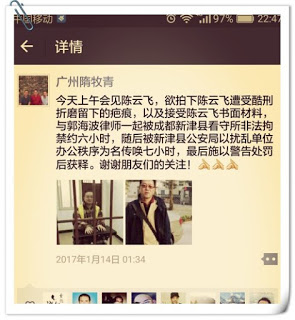 中国移动 97% 22:47
详情
广州隋牧青
今天上午会见陈云飞，欲拍下陈云飞遭受酷刑
折磨留下的疤痕，以及接受陈云飞书面材料，
与郭海波律师一起被成都新津县看守所非法拘
禁约六小时，随后被新津县公安局以扰乱单位
办公秩序为名传唤七小时，最后施以警告处罚
后获释。谢谢朋友们的关注！
2017年1月14日 01:34